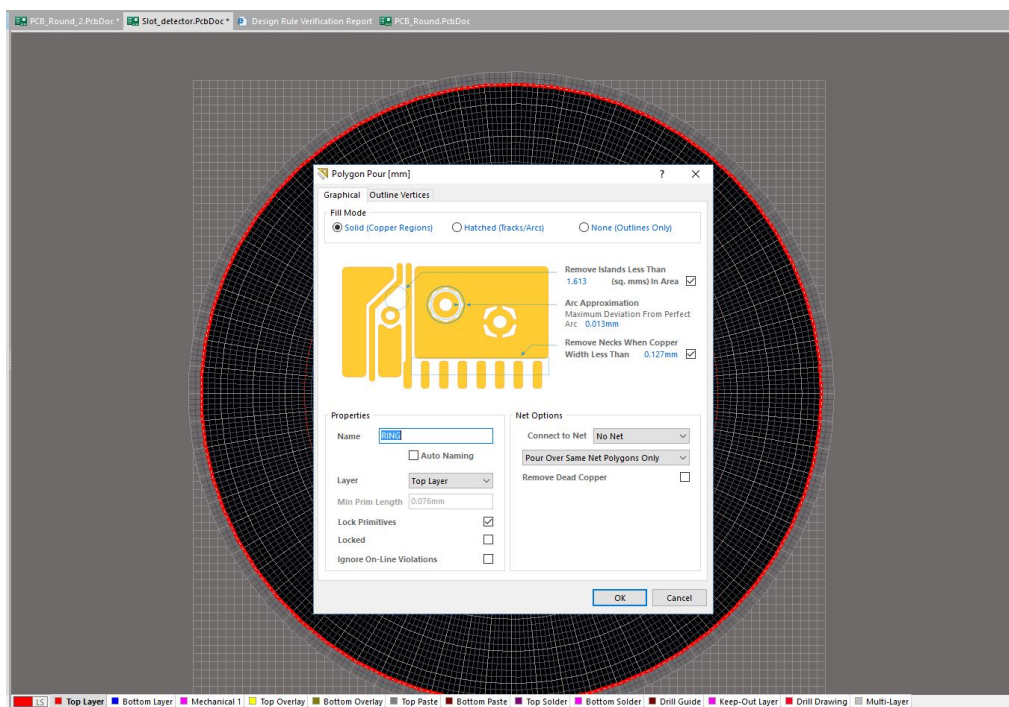 PCB_Round_2.PcbDoc * Slot_detector.PcbDoc * Design Rule Verification Report PCB_Round.PcbDoc
Polygon Pour [mm] ? X
Graphical Outline Vertices
Fill Mode
Solid (Copper Regions) Hatched (Tracks/Arcs) None (Outlines Only)
Remove Islands Less Than
1.613 (sq. mms) In Area
Arc Approximation
Maximum Deviation From Perfect
Arc 0.013mm
Remove Necks When Copper
Width Less Than 0.127mm
Properties
Name RING
Auto Naming
Layer Top Layer
Min Prim Length 0.076mm
Lock Primitives
Locked
Ignore On-Line Violations
Net Options
Connect to Net No Net
Pour Over Same Net Polygons Only
Remove Dead Copper
OK Cancel
LS Top Layer Bottom Layer Mechanical 1 Top Overlay Bottom Overlay Top Paste Bottom Paste Top Solder Bottom Solder Drill Guide Keep-Out Layer Drill Drawing Multi-Layer